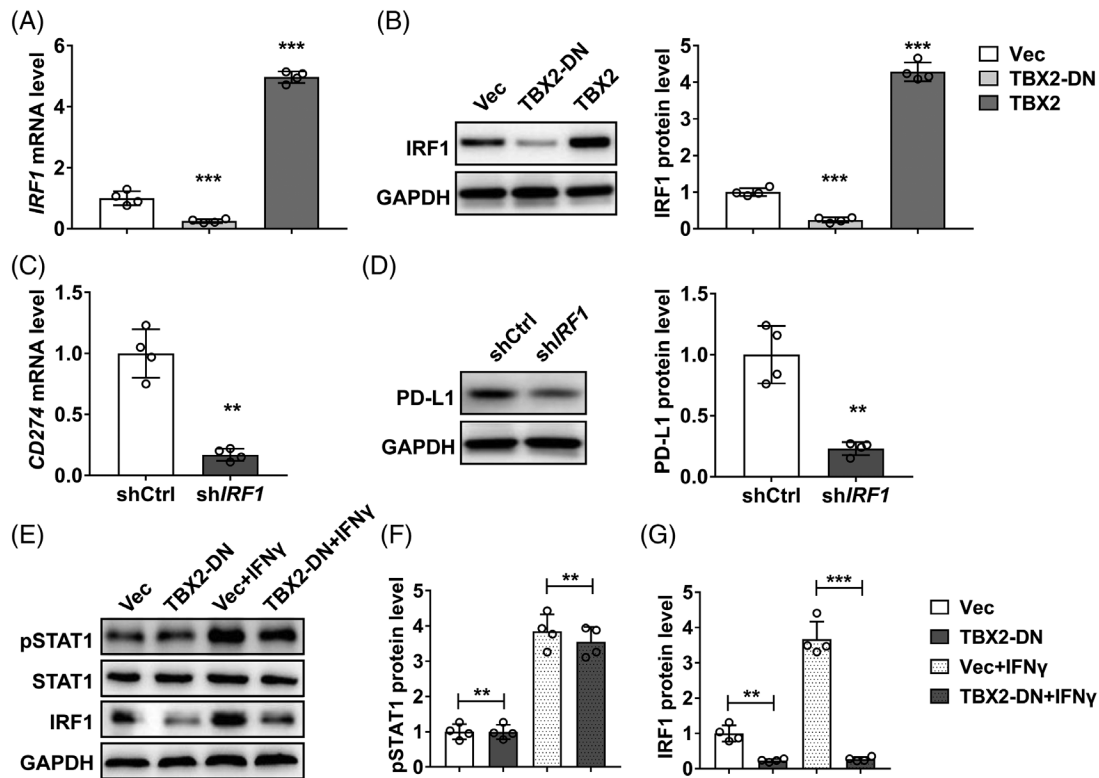 (A)
IRF1 mRNA level
6
4
2
0
***
***
(B)
Vec
TBX2-DN
TBX2
IRF1
GAPDH
IRF1 protein level
5
4
3
2
1
0
***
***
Vec
TBX2-DN
TBX2
(C)
CD274 mRNA level
1.5
1.0
0.5
0.0
**
shCtrl
shIRF1
(D)
shCtrl
shIRF1
PD-L1
GAPDH
PD-L1 protein level
1.5
1.0
0.5
0.0
**
shCtrl
shIRF1
(E)
Vec
TBX2-DN
Vec+IFNγ
TBX2-DN+IFNγ
pSTAT1
STAT1
IRF1
GAPDH
(F)
pSTAT1 protein level
5
4
3
2
1
0
**
**
(G)
IRF1 protein level
5
4
3
2
1
0
**
***
Vec
TBX2-DN
Vec+IFNγ
TBX2-DN+IFNγ